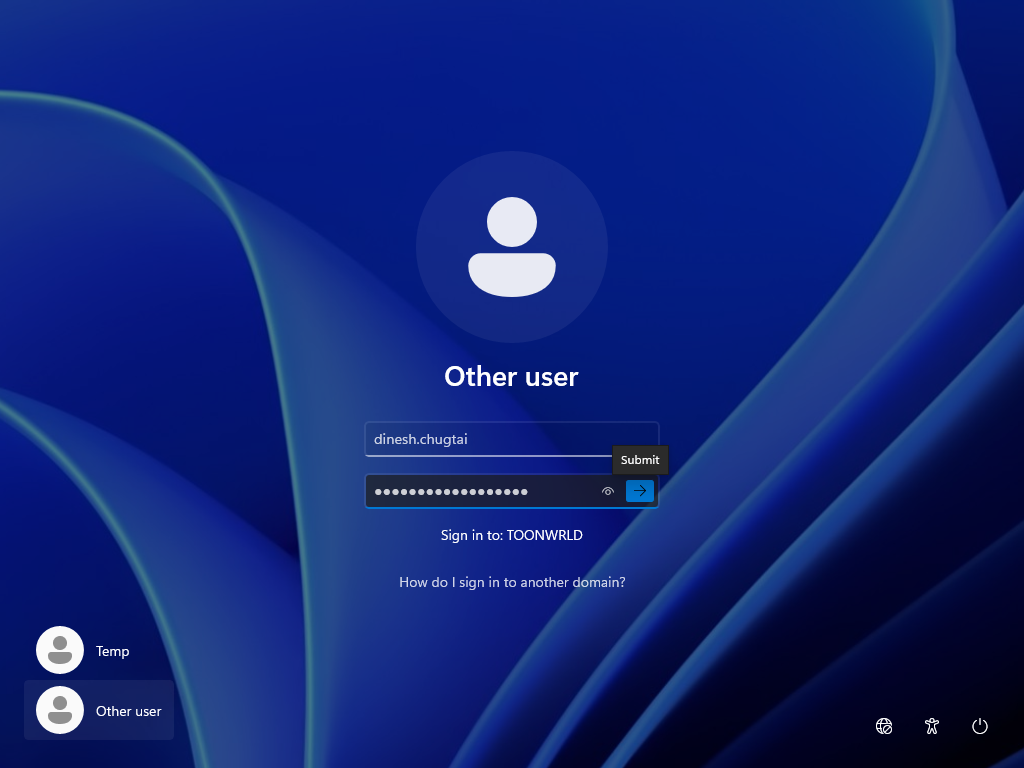 Other user
dinesh.chugtai
Submit
●●●●●●●●●●●●●●●●●●
Sign in to: TOONWRLD
How do I sign in to another domain?
Temp
Other user